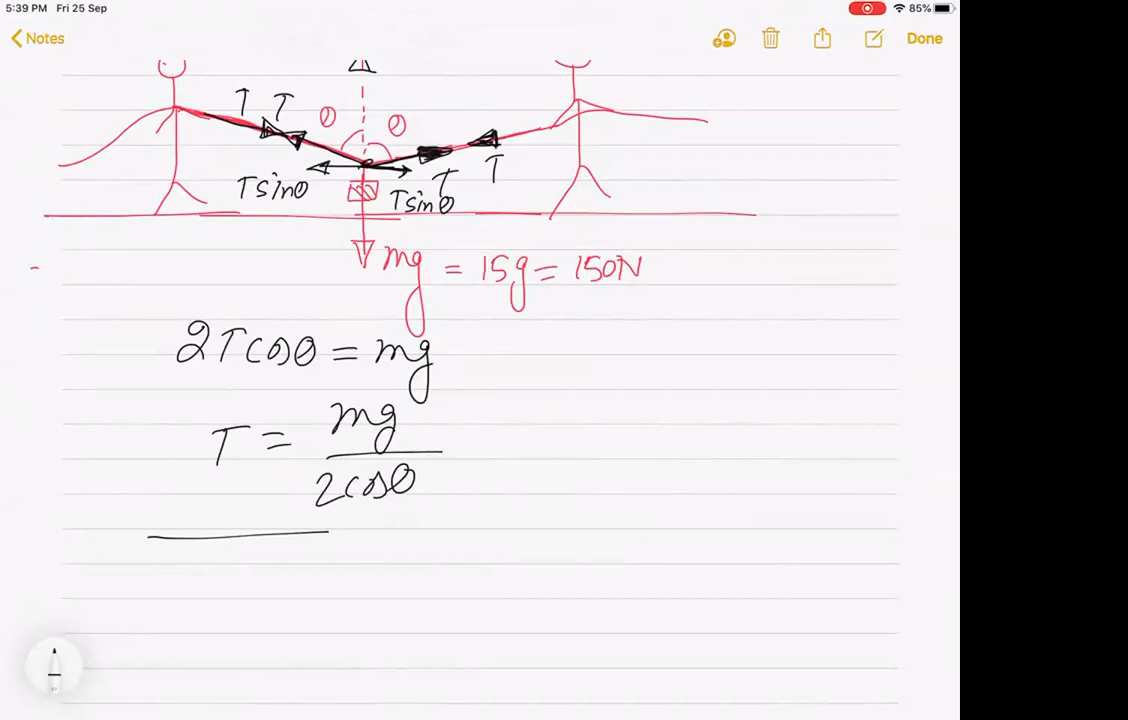 5:39 PM Fri 25 Sep 85%
Notes Done
T T θ θ
T T
Tsinθ Tsinθ
mg = 15g = 150N
2Tcosθ = mg
T = mg
2cosθ